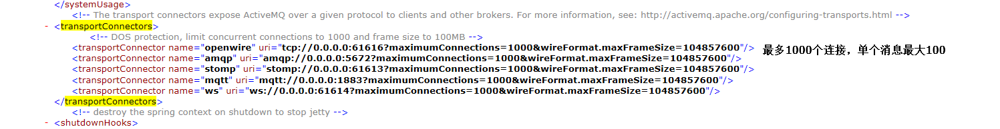 </systemUsage>
<!-- The transport connectors expose ActiveMQ over a given protocol to clients and other brokers. For more information, see: http://activemq.apache.org/configuring-transports.html -->
- <transportConnectors>
<!-- DOS protection, limit concurrent connections to 1000 and frame size to 100MB -->
<transportConnector name="openwire" uri="tcp://0.0.0.0:61616?maximumConnections=1000&wireFormat.maxFrameSize=104857600"/> 最多1000个连接，单个消息最大100
<transportConnector name="amqp" uri="amqp://0.0.0.0:5672?maximumConnections=1000&wireFormat.maxFrameSize=104857600"/>
<transportConnector name="stomp" uri="stomp://0.0.0.0:61613?maximumConnections=1000&wireFormat.maxFrameSize=104857600"/>
<transportConnector name="mqtt" uri="mqtt://0.0.0.0:1883?maximumConnections=1000&wireFormat.maxFrameSize=104857600"/>
<transportConnector name="ws" uri="ws://0.0.0.0:61614?maximumConnections=1000&wireFormat.maxFrameSize=104857600"/>
</transportConnectors>
<!-- destroy the spring context on shutdown to stop jetty -->
- <shutdownHooks>